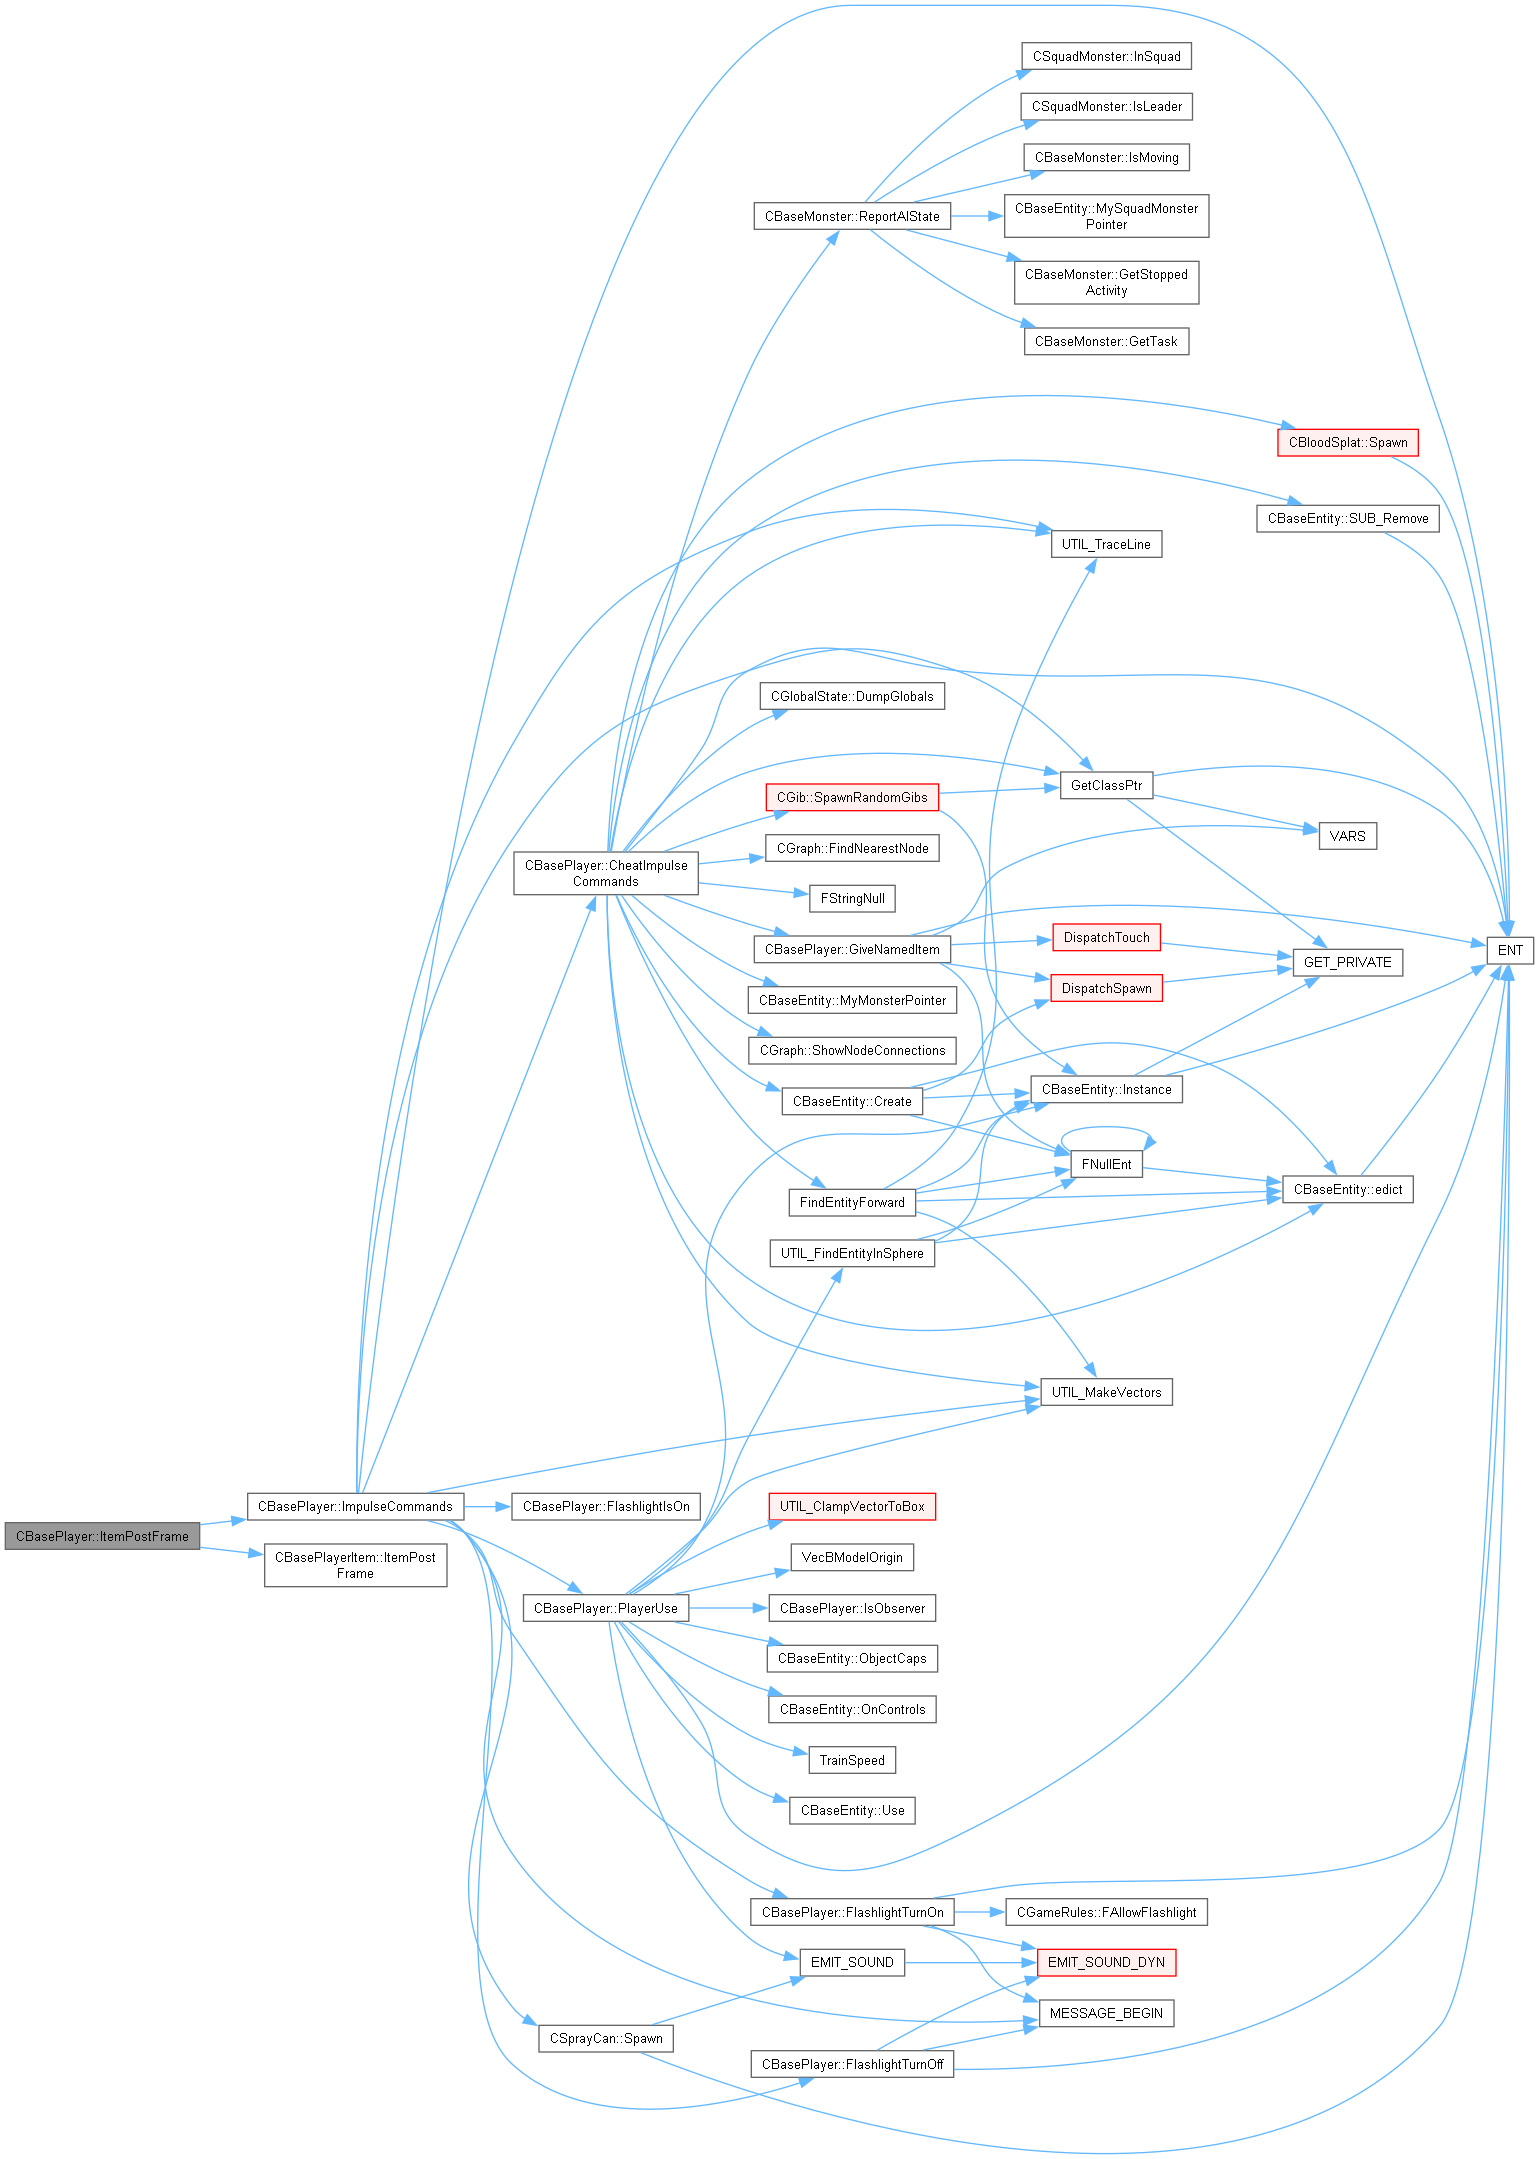 CSquadMonster::InSquad
CSquadMonster::IsLeader
CBaseMonster::IsMoving
CBaseMonster::ReportAIState
CBaseEntity::MySquadMonster
Pointer
CBaseMonster::GetStopped
Activity
CBaseMonster::GetTask
CBloodSplat::Spawn
CBaseEntity::SUB_Remove
UTIL_TraceLine
CGlobalState::DumpGlobals
GetClassPtr
CGib::SpawnRandomGibs
VARS
CGraph::FindNearestNode
CBasePlayer::CheatImpulse
Commands
FStringNull
DispatchTouch
CBasePlayer::GiveNamedItem
ENT
GET_PRIVATE
DispatchSpawn
CBaseEntity::MyMonsterPointer
CGraph::ShowNodeConnections
CBaseEntity::Instance
CBaseEntity::Create
FNullEnt
CBaseEntity::edict
FindEntityForward
UTIL_FindEntityInSphere
UTIL_MakeVectors
CBasePlayer::ImpulseCommands
CBasePlayer::FlashlightIsOn
UTIL_ClampVectorToBox
CBasePlayer::ItemPostFrame
CBasePlayerItem::ItemPost
Frame
VecBModelOrigin
CBasePlayer::PlayerUse
CBasePlayer::IsObserver
CBaseEntity::ObjectCaps
CBaseEntity::OnControls
TrainSpeed
CBaseEntity::Use
CBasePlayer::FlashlightTurnOn
CGameRules::FAllowFlashlight
EMIT_SOUND
EMIT_SOUND_DYN
MESSAGE_BEGIN
CSprayCan::Spawn
CBasePlayer::FlashlightTurnOff